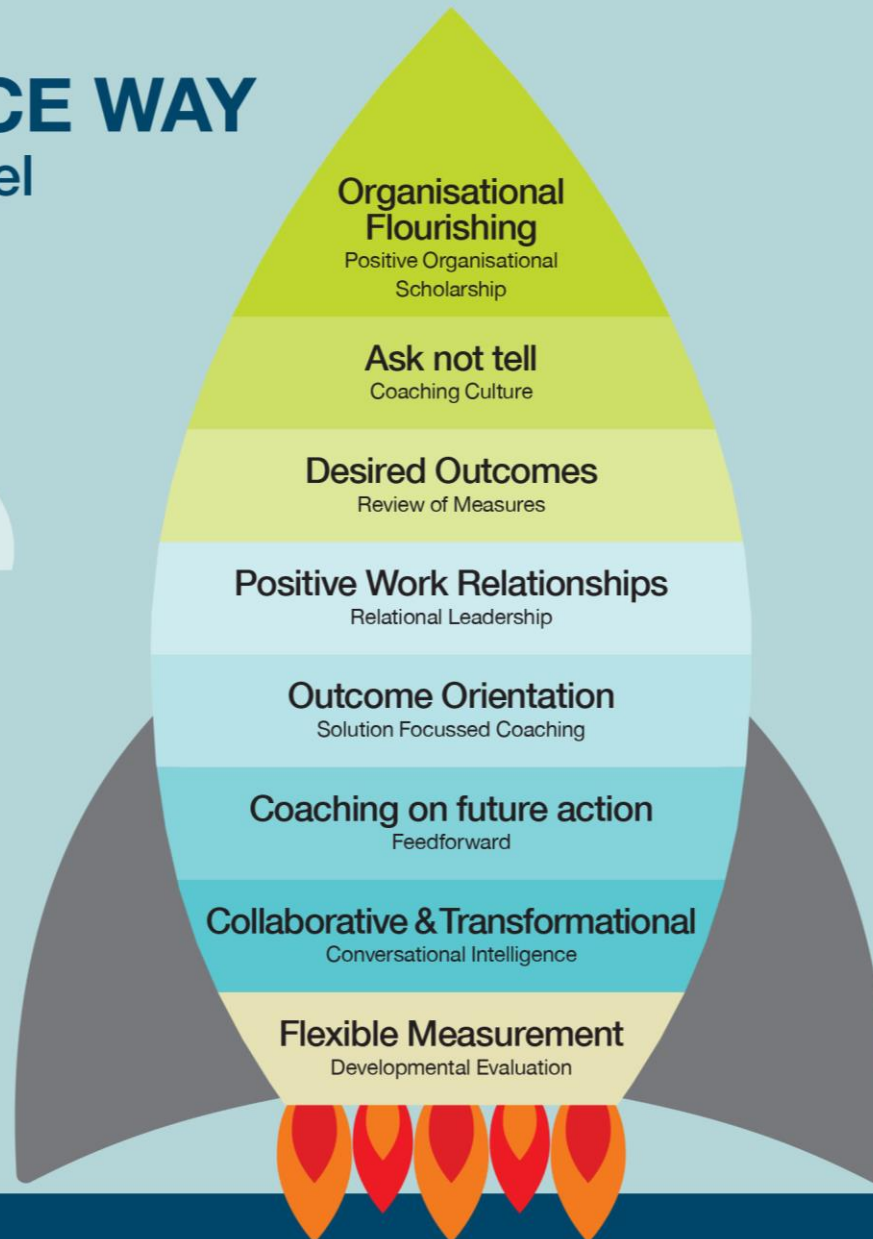 CE WAY
el
Organisational
Flourishing
Positive Organisational
Scholarship
Ask not tell
Coaching Culture
Desired Outcomes
Review of Measures
Positive Work Relationships
Relational Leadership
Outcome Orientation
Solution Focussed Coaching
Coaching on future action
Feedforward
Collaborative & Transformational
Conversational Intelligence
Flexible Measurement
Developmental Evaluation